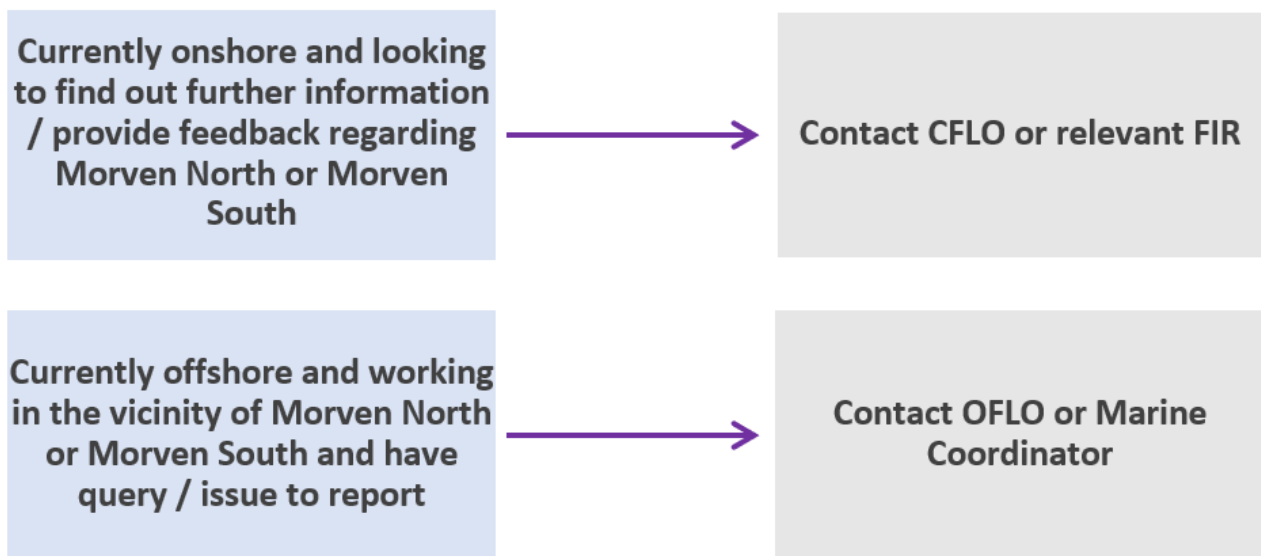 Currently onshore and looking
to find out further information
/ provide feedback regarding
Morven North or Morven
South
Contact CFLO or relevant FIR
Currently offshore and working
in the vicinity of Morven North
or Morven South and have
query / issue to report
Contact OFLO or Marine
Coordinator